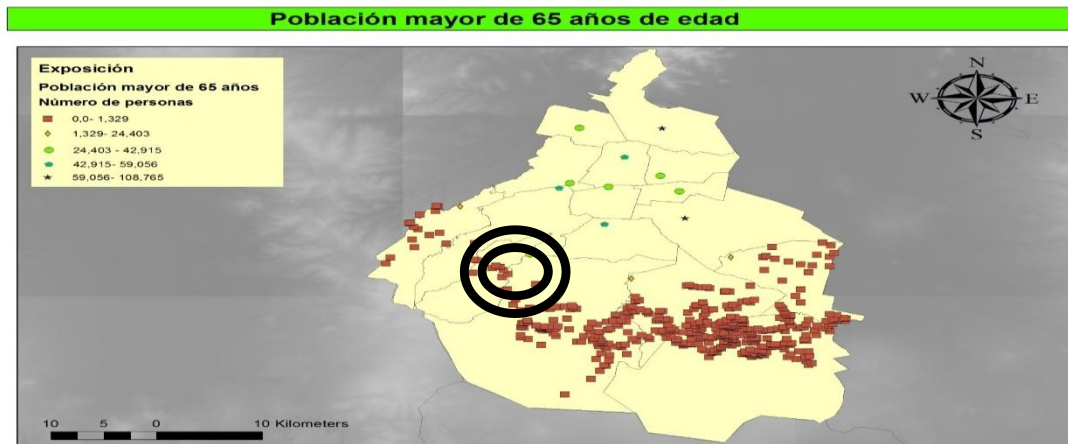 Población mayor de 65 años de edad
Exposición
Población mayor de 65 años
Número de personas
0,0- 1,329
1,329- 24,403
24,403 - 42,915
42,915- 59,056
59,056- 108,765
N
W E
S
10 5 0 10 Kilometers